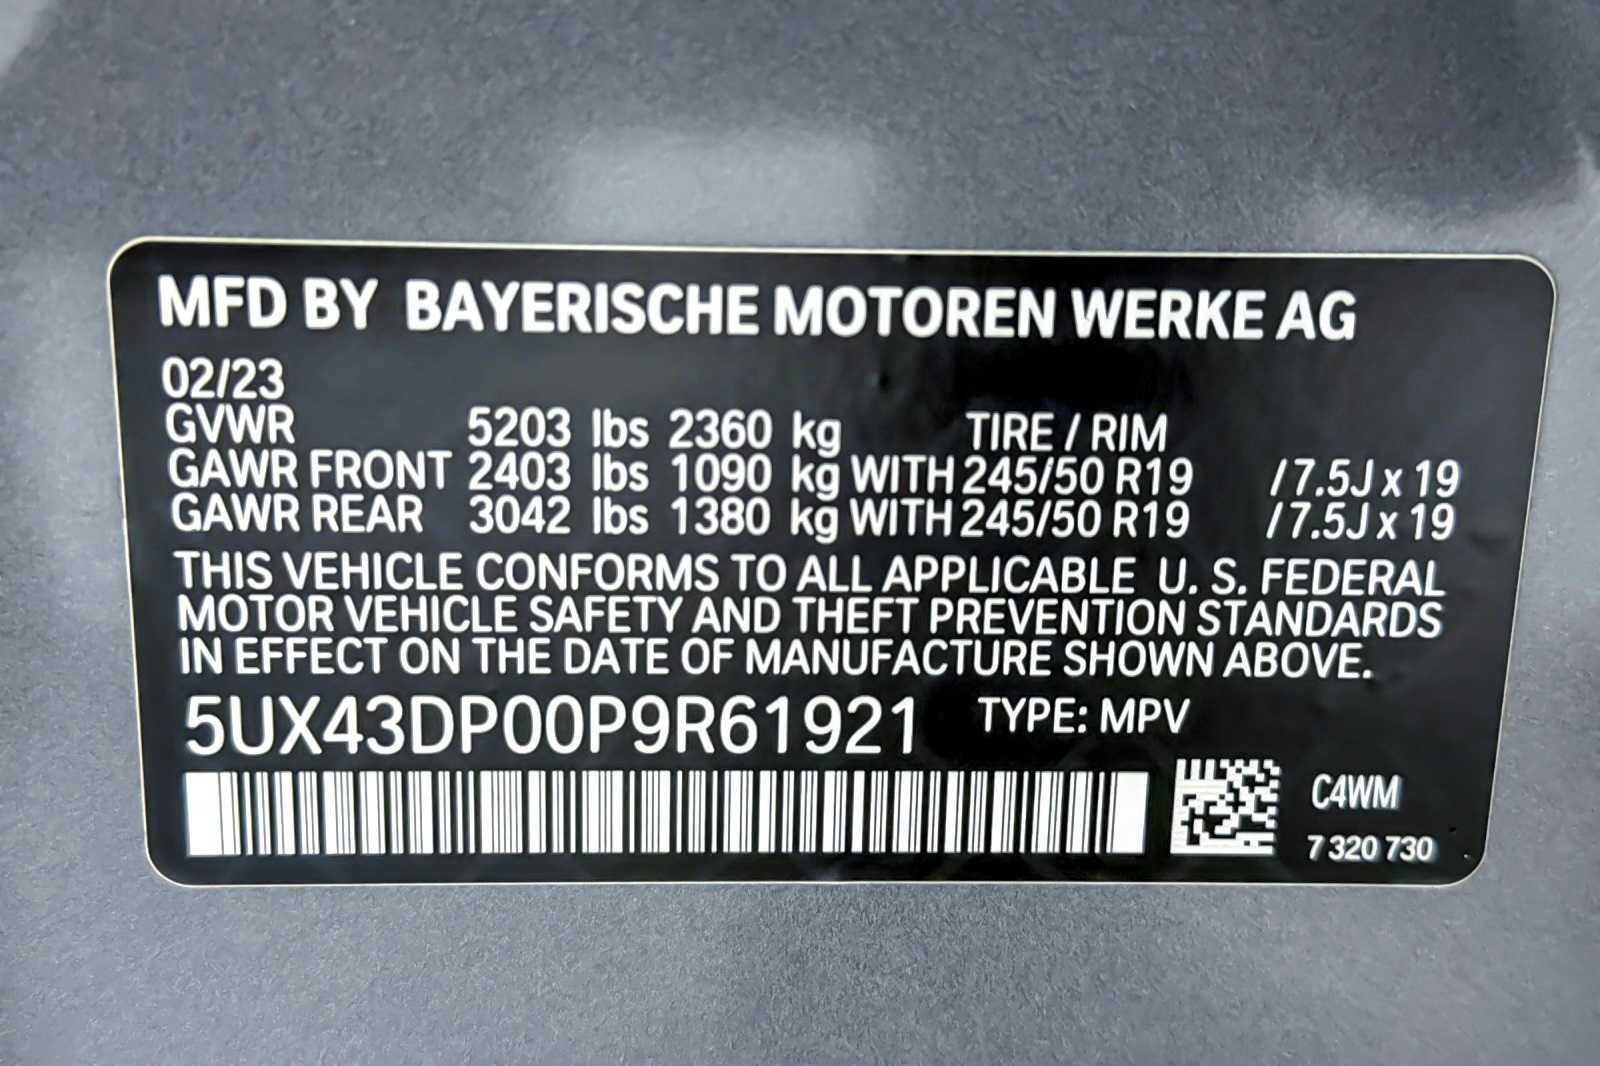 MFD BY BAYERISCHE MOTOREN WERKE AG
02/23
GVWR 5203 lbs 2360 kg TIRE / RIM
GAWR FRONT 2403 lbs 1090 kg WITH 245/50 R19 / 7.5J x 19
GAWR REAR 3042 lbs 1380 kg WITH 245/50 R19 / 7.5J x 19
THIS VEHICLE CONFORMS TO ALL APPLICABLE U. S. FEDERAL
MOTOR VEHICLE SAFETY AND THEFT PREVENTION STANDARDS
IN EFFECT ON THE DATE OF MANUFACTURE SHOWN ABOVE.
5UX43DP00P9R61921 TYPE: MPV
C4WM
7 320 730